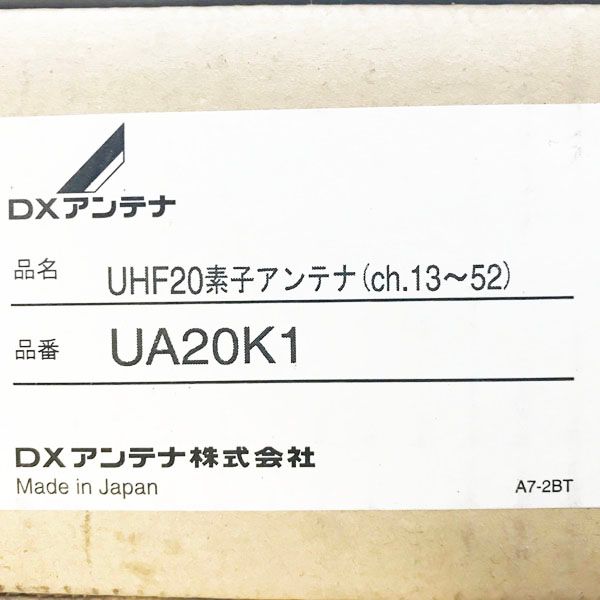 DXアンテナ
品名 UHF20素子アンテナ(ch.13〜52)
品番 UA20K1
DXアンテナ株式会社
Made in Japan A7-2BT